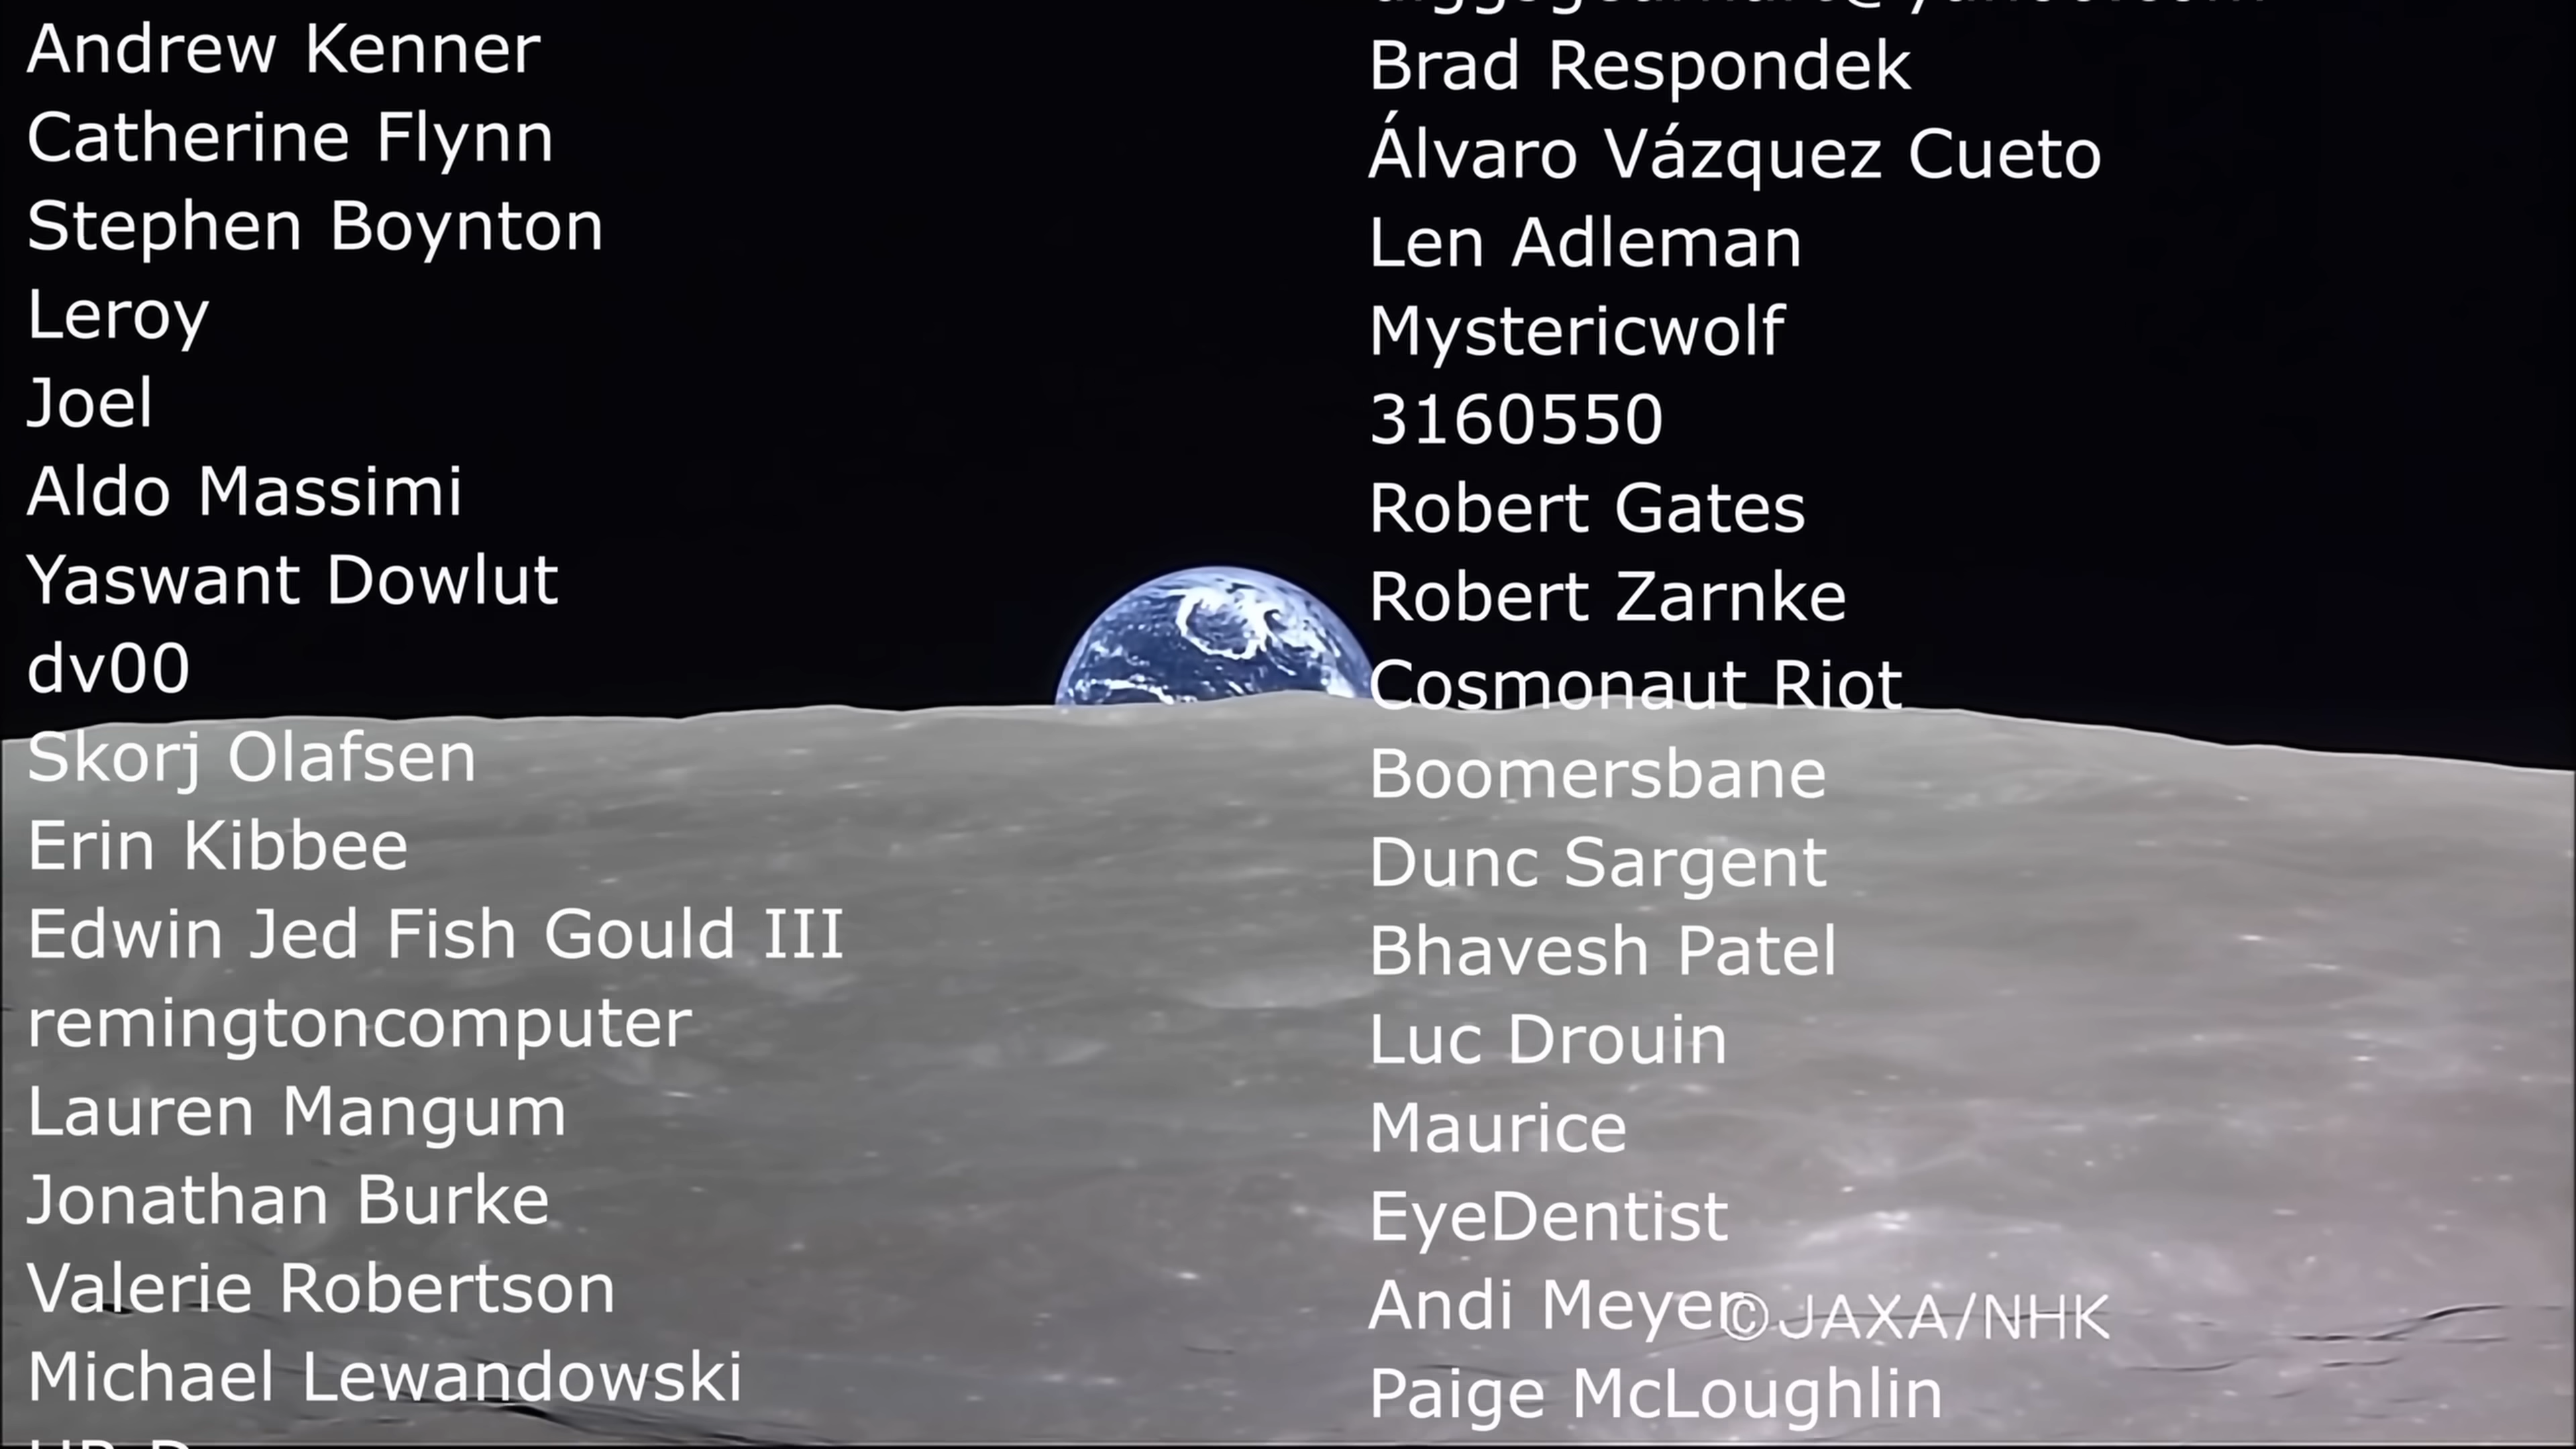 Andrew Kenner
Catherine Flynn
Stephen Boynton
Leroy
Joel
Aldo Massimi
Yaswant Dowlut
dv00
Skorj Olafsen
Erin Kibbee
Edwin Jed Fish Gould III
remingtoncomputer
Lauren Mangum
Jonathan Burke
Valerie Robertson
Michael Lewandowski
Brad Respondek
Álvaro Vázquez Cueto
Len Adleman
Mystericwolf
3160550
Robert Gates
Robert Zarnke
Cosmonaut Riot
Boomersbane
Dunc Sargent
Bhavesh Patel
Luc Drouin
Maurice
EyeDentist
Andi Meyer
©JAXA/NHK
Paige McLoughlin